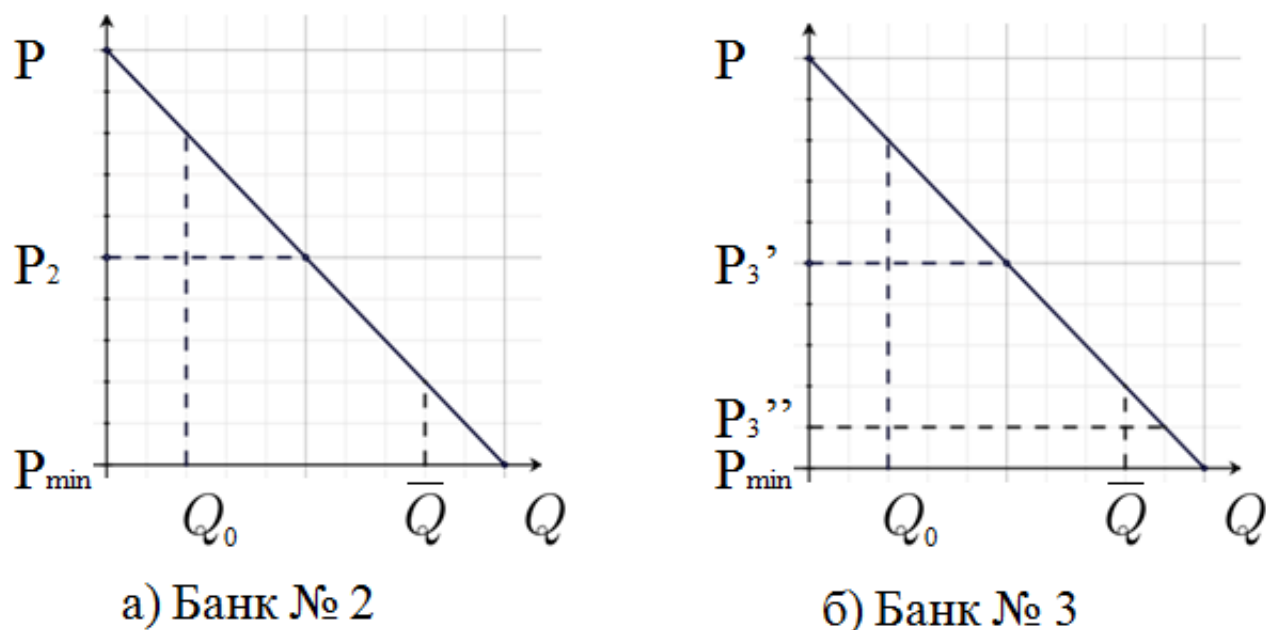 P
P₂
Pmin
Q₀ Q̅ Q
а) Банк № 2
P
P₃’
P₃’’
Pmin
Q₀ Q̅ Q
б) Банк № 3